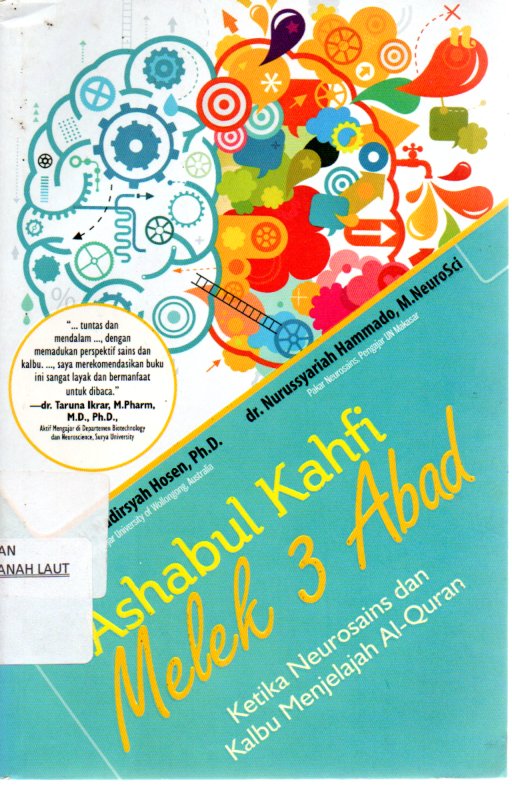 "... tuntas dan
mendalam ..., dengan
memadukan perspektif sains dan
kalbu. ..., saya merekomendasikan buku
ini sangat layak dan bermanfaat
untuk dibaca."
—dr. Taruna Ikrar, M.Pharm,
M.D., Ph.D.,
Aktif Mengajar di Departemen Biotechnology
dan Neuroscience, Surya University
dirsyah Hosen, Ph.D.
University of Wollongong, Australia
dr. Nurussyariah Hammado, M.NeuroSci
Pakar Neurosains, Pengajar UN Makasar
Ashabul Kahfi
Melek 3 Abad
Ketika Neurosains dan
Kalbu Menjelajah Al-Quran
AN
ANAH LAUT